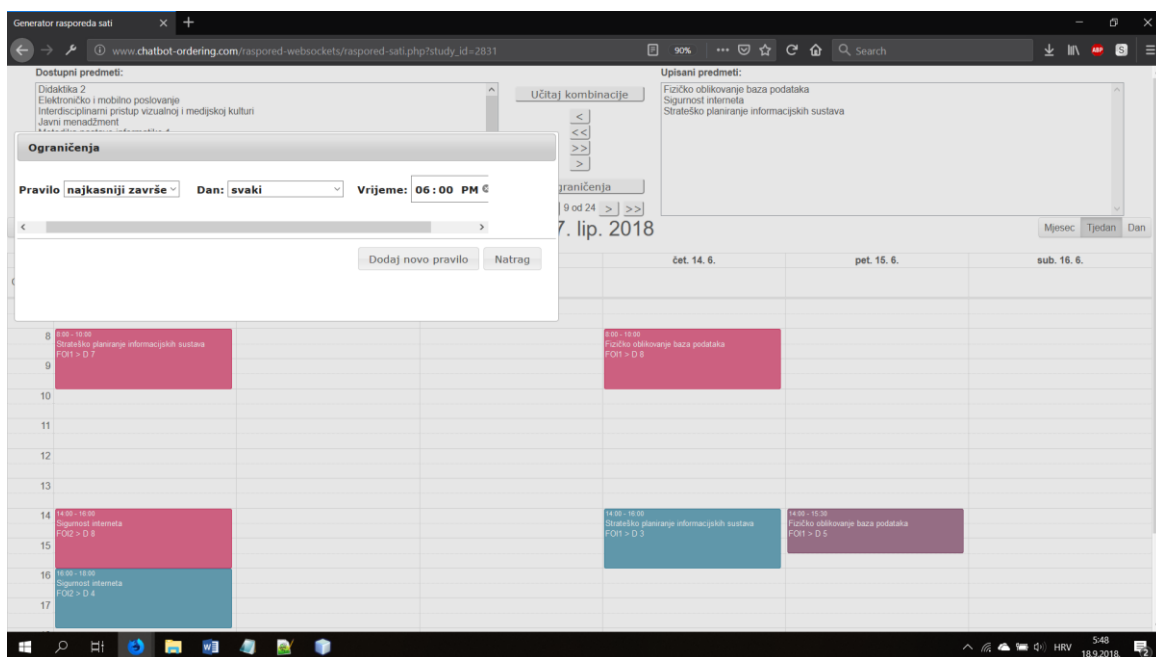 Generator rasporeda sati
www.chatbot-ordering.com/raspored-websockets/raspored-sati.php?study_id=2831
90%
Search
Dostupni predmeti:
Didaktika 2
Elektroničko i mobilno poslovanje
Interdisciplinarni pristup vizualnoj i medijskoj kulturi
Javni menadžment
Učitaj kombinacije
<
<<
>>
>
Upisani predmeti:
Fizičko oblikovanje baza podataka
Sigurnost interneta
Strateško planiranje informacijskih sustava
Ograničenja
Pravilo najkasniji završe Dan: svaki Vrijeme: 06:00 PM
Dodaj novo pravilo Natrag
9 od 24 > >>
7. lip. 2018
Mjesec Tjedan Dan
čet. 14. 6. pet. 15. 6. sub. 16. 6.
8
8:00 - 10:00
Strateško planiranje informacijskih sustava
FOI1 > D 7
8:00 - 10:00
Fizičko oblikovanje baza podataka
FOI1 > D 8
9
10
11
12
13
14
14:00 - 16:00
Sigurnost interneta
FOI2 > D 8
14:00 - 16:00
Strateško planiranje informacijskih sustava
FOI1 > D 3
14:00 - 15:30
Fizičko oblikovanje baza podataka
FOI1 > D 5
15
16
16:00 - 18:00
Sigurnost interneta
FOI2 > D 4
17
HRV
5:48
18.9.2018.